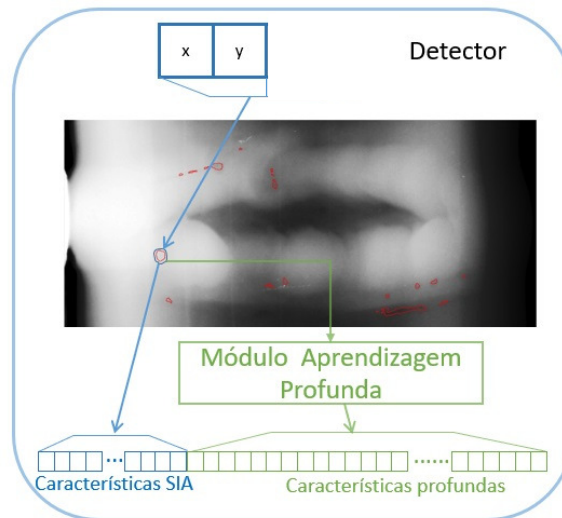 x y
Detector
Módulo Aprendizagem
Profunda
...
......
Características SIA
Características profundas